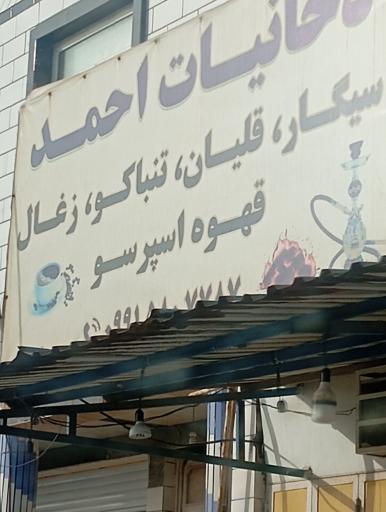 دخانیات احمد
سیگار، قلیان، تنباکو، زغال
قهوه اسپرسو